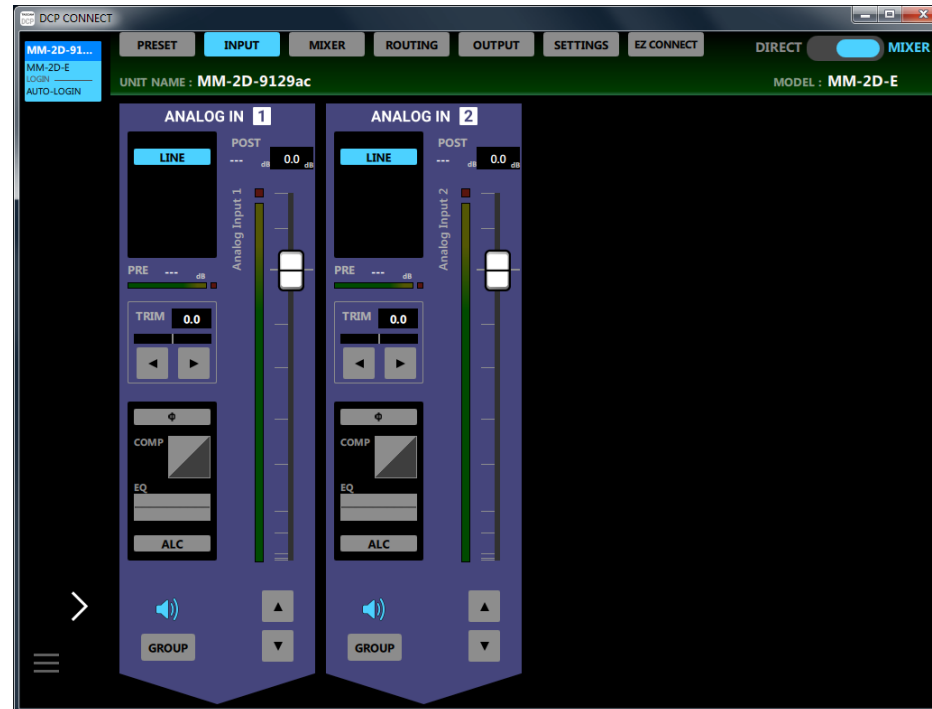 DCP CONNECT
MM-2D-91...
MM-2D-E
LOGIN
AUTO-LOGIN
PRESET INPUT MIXER ROUTING OUTPUT SETTINGS EZ CONNECT DIRECT MIXER
UNIT NAME : MM-2D-9129ac MODEL : MM-2D-E
ANALOG IN 1
LINE
POST
--- dB 0.0 dB
Analog Input 1
PRE --- dB
TRIM 0.0
Φ
COMP
EQ
ALC
GROUP
ANALOG IN 2
LINE
POST
--- dB 0.0 dB
Analog Input 2
PRE --- dB
TRIM 0.0
Φ
COMP
EQ
ALC
GROUP